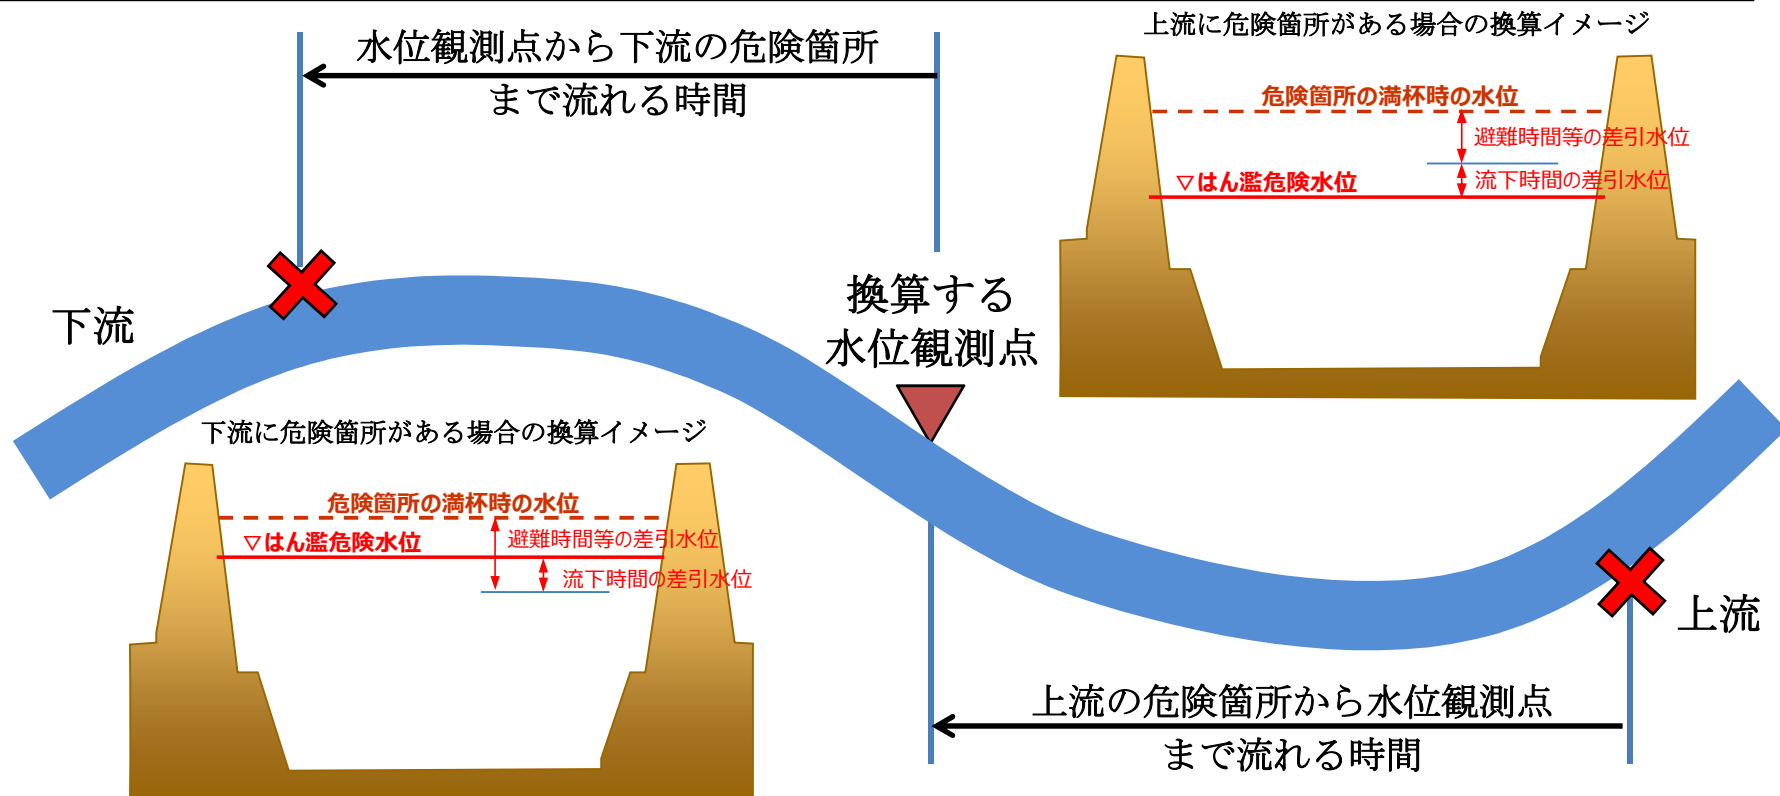 水位観測点から下流の危険箇所
まで流れる時間
上流に危険箇所がある場合の換算イメージ
危険箇所の満杯時の水位
避難時間等の差引水位
▽はん濫危険水位
流下時間の差引水位
換算する
水位観測点
下流
下流に危険箇所がある場合の換算イメージ
危険箇所の満杯時の水位
▽はん濫危険水位
避難時間等の差引水位
流下時間の差引水位
上流
上流の危険箇所から水位観測点
まで流れる時間